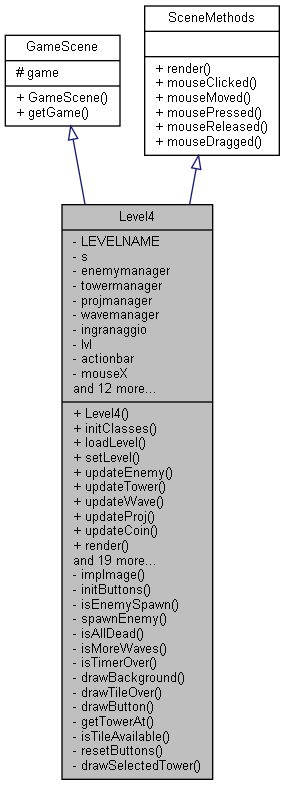 GameScene
# game
+ GameScene()
+ getGame()
SceneMethods
+ render()
+ mouseClicked()
+ mouseMoved()
+ mousePressed()
+ mouseReleased()
+ mouseDragged()
Level4
- LEVELNAME
- s
- enemymanager
- towermanager
- projmanager
- wavemanager
- ingranaggio
- lvl
- actionbar
- mouseX
and 12 more...
+ Level4()
+ initClasses()
+ loadLevel()
+ setLevel()
+ updateEnemy()
+ updateTower()
+ updateWave()
+ updateProj()
+ updateCoin()
+ render()
and 19 more...
- impImage()
- initButtons()
- isEnemySpawn()
- spawnEnemy()
- isAllDead()
- isMoreWaves()
- isTimerOver()
- drawBackground()
- drawTileOver()
- drawButton()
- getTowerAt()
- isTileAvailable()
- resetButtons()
- drawSelectedTower()